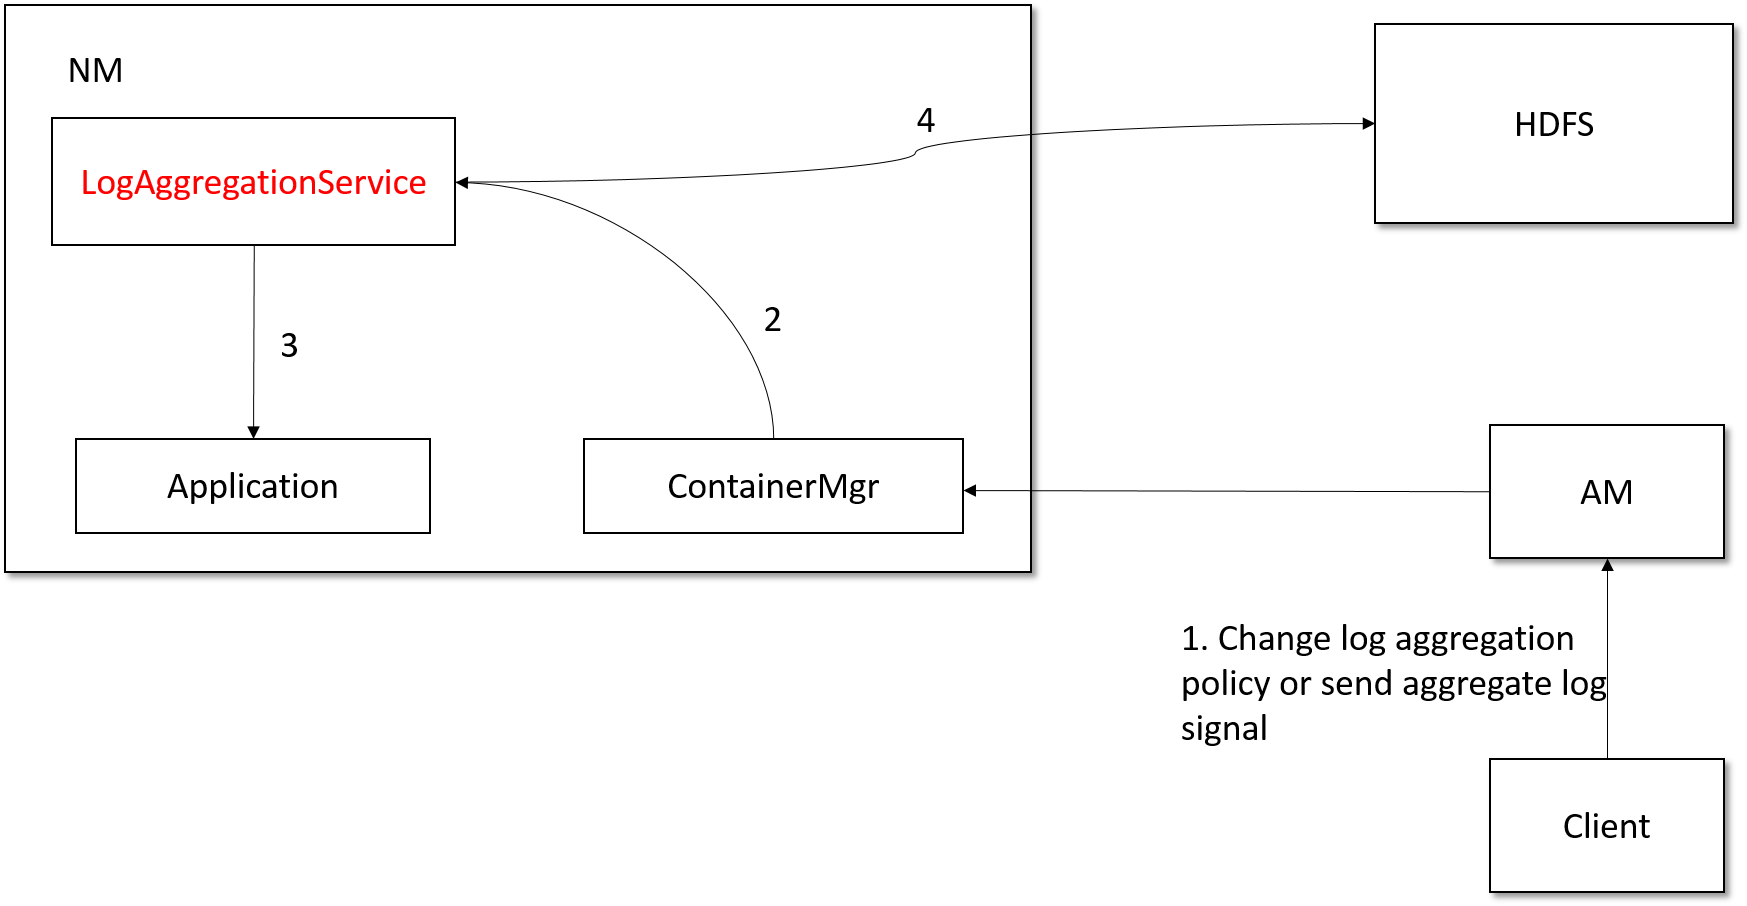 NM
4
HDFS
LogAggregationService
2
3
Application
ContainerMgr
AM
1. Change log aggregation
policy or send aggregate log
signal
Client